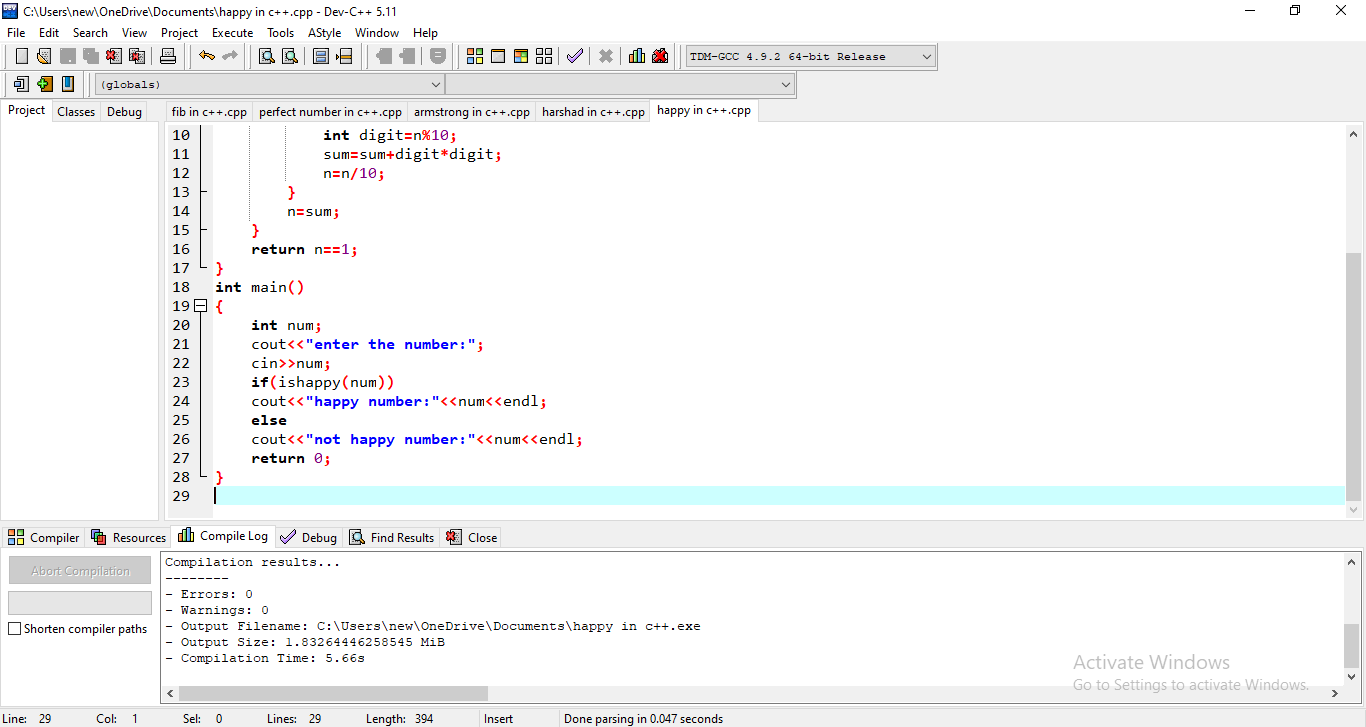 C:\Users\new\OneDrive\Documents\happy in c++.cpp - Dev-C++ 5.11
File Edit Search View Project Execute Tools AStyle Window Help
TDM-GCC 4.9.2 64-bit Release
(globals)
Project Classes Debug fib in c++.cpp perfect number in c++.cpp armstrong in c++.cpp harshad in c++.cpp happy in c++.cpp
10 int digit=n%10;
11 sum=sum+digit*digit;
12 n=n/10;
13 }
14 n=sum;
15 }
16 return n==1;
17 }
18 int main()
19 {
20 int num;
21 cout<<"enter the number:";
22 cin>>num;
23 if(ishappy(num))
24 cout<<"happy number:"<<num<<endl;
25 else
26 cout<<"not happy number:"<<num<<endl;
27 return 0;
28 }
29
Compiler Resources Compile Log Debug Find Results Close
Abort Compilation
Shorten compiler paths
Compilation results...
--------
- Errors: 0
- Warnings: 0
- Output Filename: C:\Users\new\OneDrive\Documents\happy in c++.exe
- Output Size: 1.83264446258545 MiB
- Compilation Time: 5.66s
Activate Windows
Go to Settings to activate Windows.
Line: 29 Col: 1 Sel: 0 Lines: 29 Length: 394 Insert Done parsing in 0.047 seconds